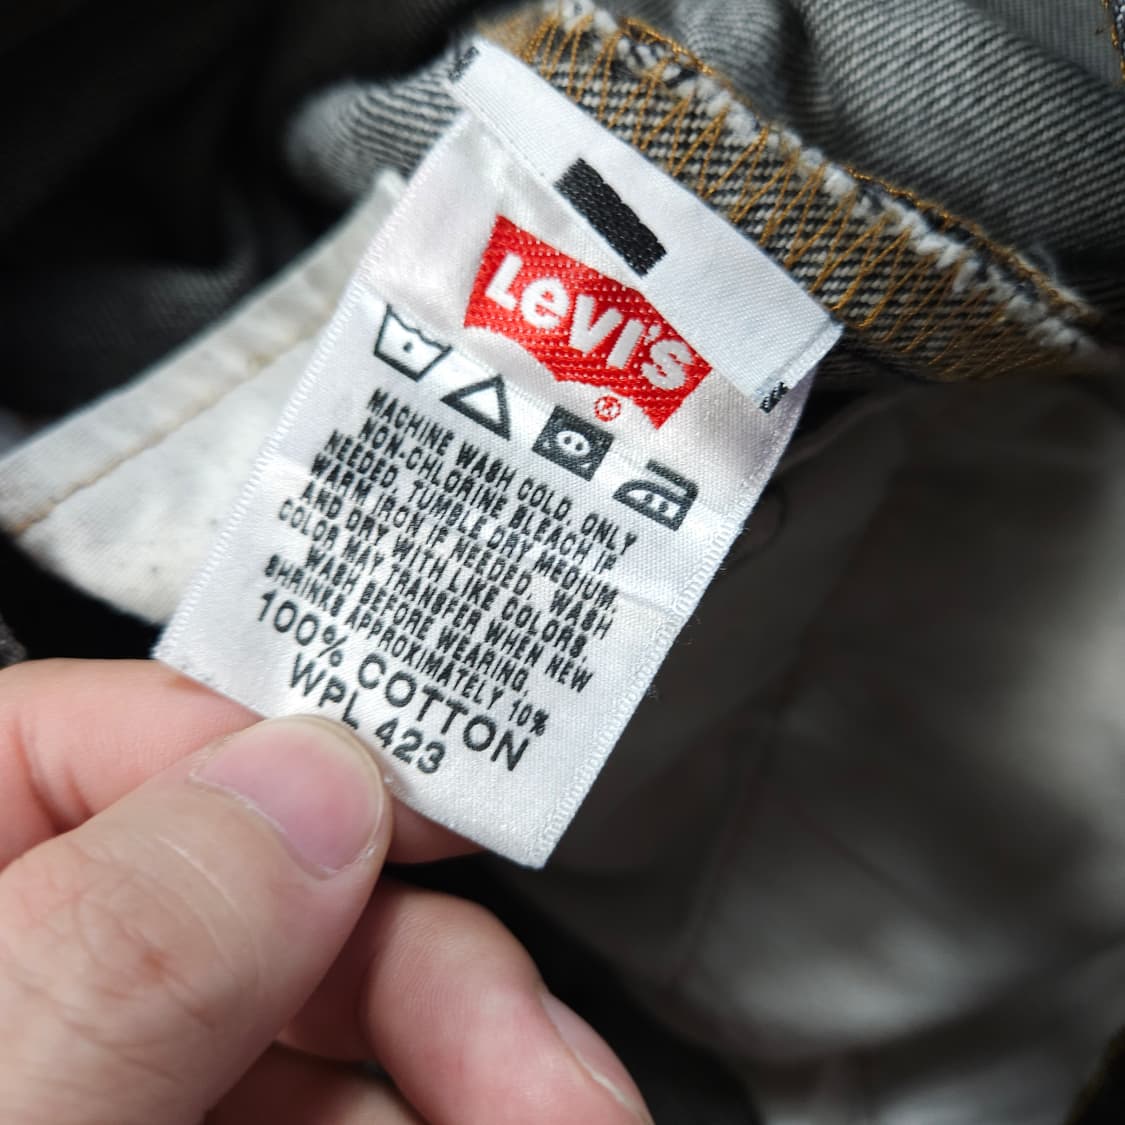 Levi's
®
MACHINE WASH COLD, ONLY
NON-CHLORINE BLEACH IF
NEEDED, TUMBLE DRY MEDIUM,
WARM IRON IF NEEDED. WASH
AND DRY WITH LIKE COLORS.
COLOR MAY TRANSFER WHEN NEW
WASH BEFORE WEARING.
SHRINKS APPROXIMATELY 10%
100% COTTON
WPL 423